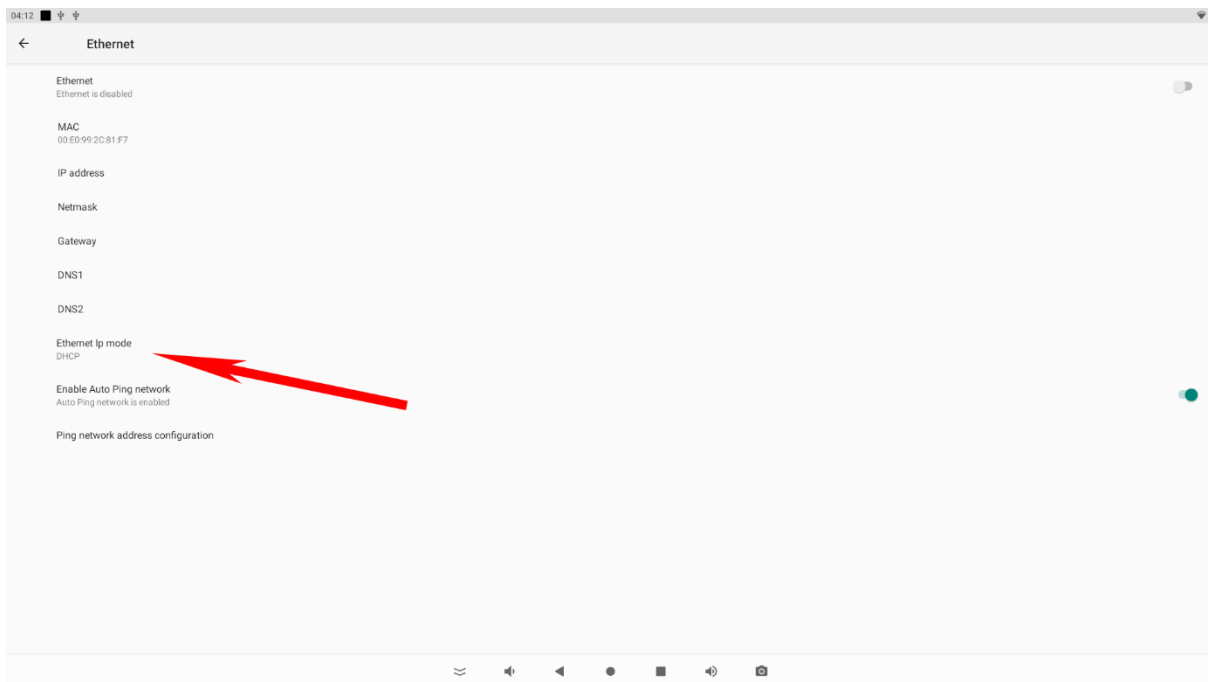 04:12
Ethernet
Ethernet
Ethernet is disabled
MAC
00:E0:99:2C:81:F7
IP address
Netmask
Gateway
DNS1
DNS2
Ethernet Ip mode
DHCP
Enable Auto Ping network
Auto Ping network is enabled
Ping network address configuration